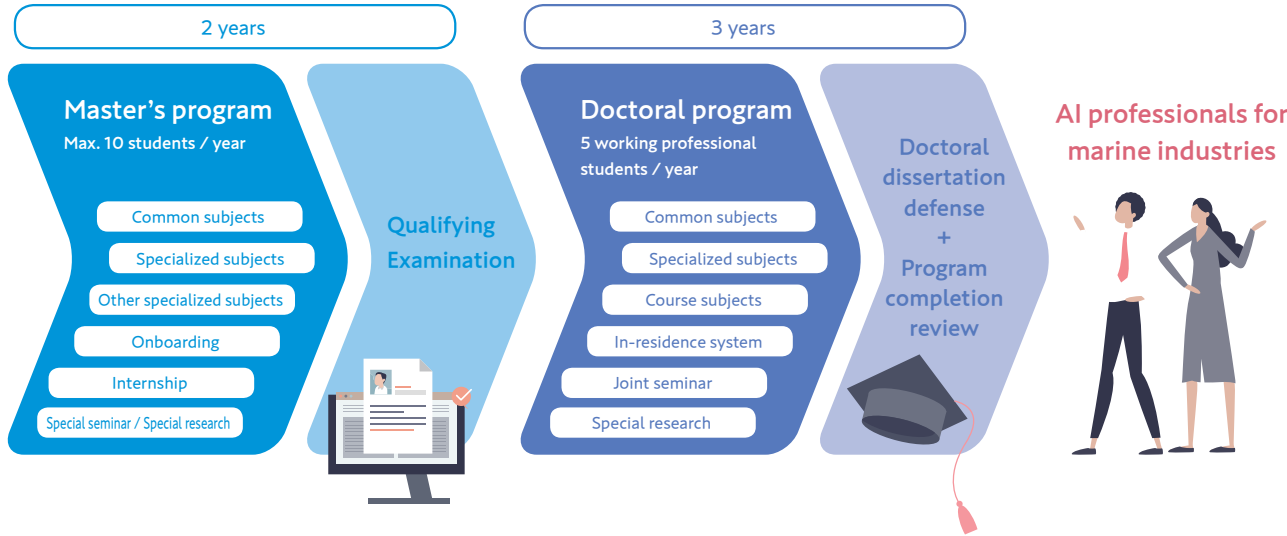 2 years
Master's program
Max. 10 students / year
Common subjects
Specialized subjects
Other specialized subjects
Onboarding
Internship
Special seminar / Special research
Qualifying
Examination
3 years
Doctoral program
5 working professional
students / year
Common subjects
Specialized subjects
Course subjects
In-residence system
Joint seminar
Special research
Doctoral
dissertation
defense
+
Program
completion
review
AI professionals for
marine industries